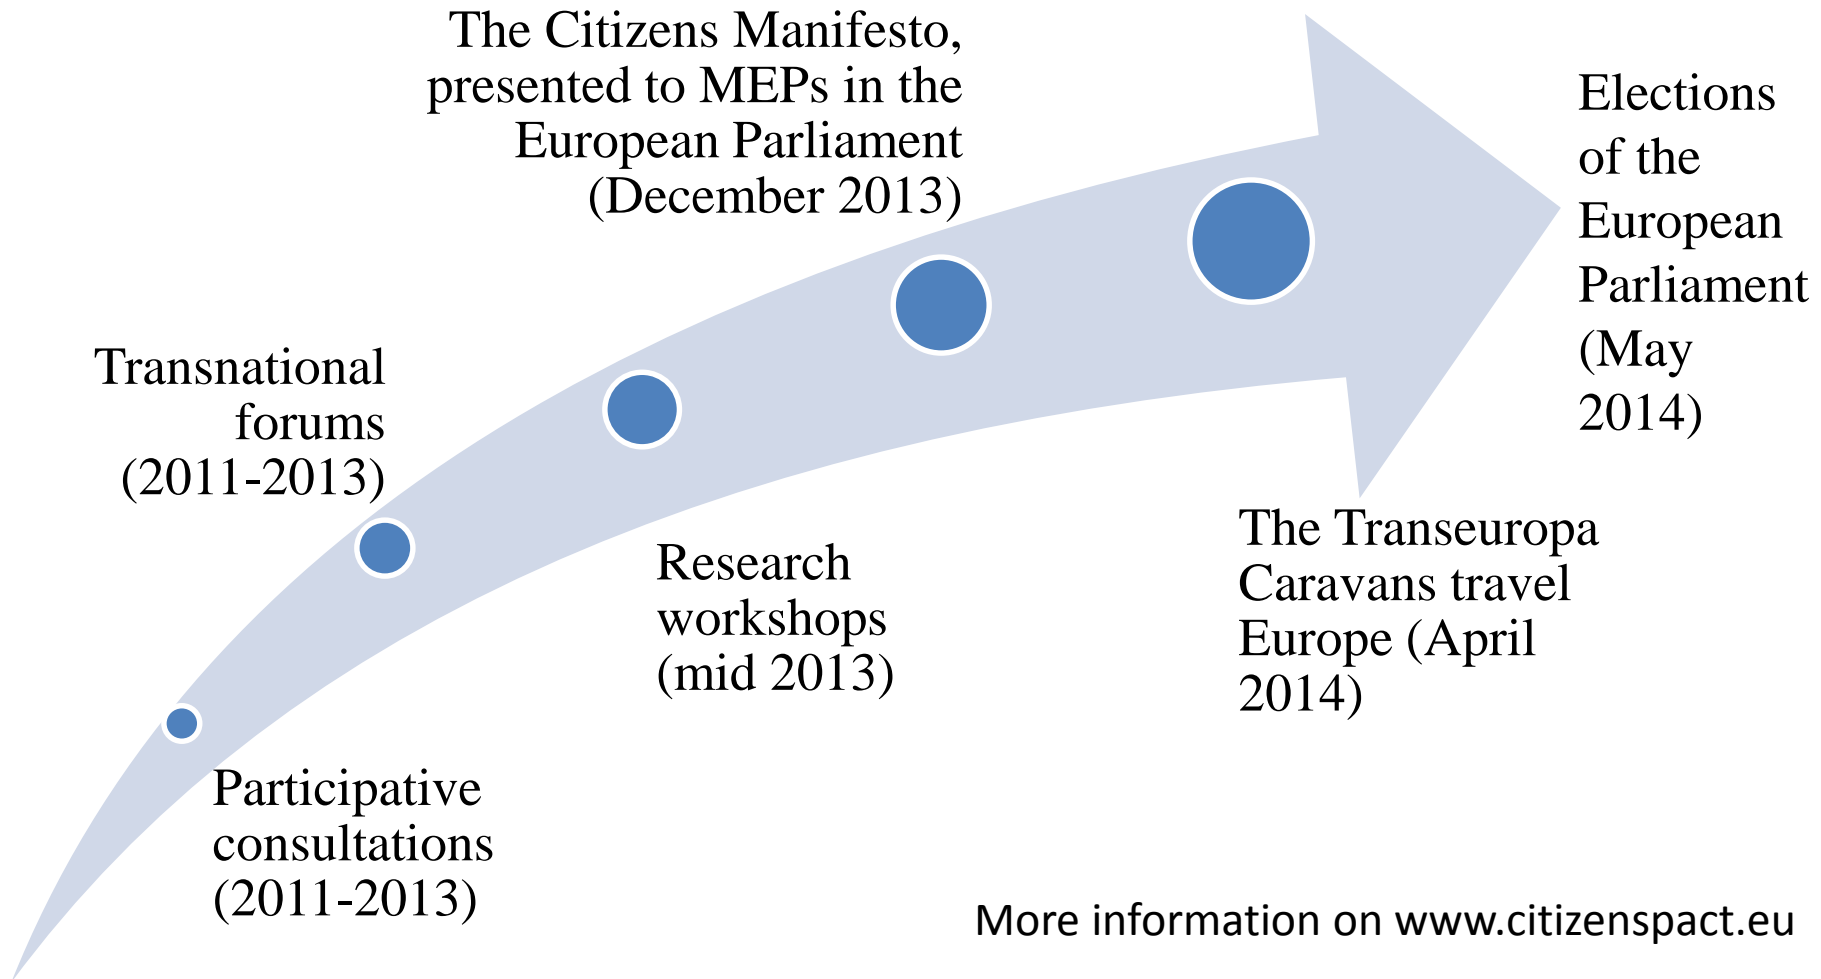 The Citizens Manifesto,
presented to MEPs in the
European Parliament
(December 2013)
Elections
of the
European
Parliament
(May
2014)
Transnational
forums
(2011-2013)
Research
workshops
(mid 2013)
The Transeuropa
Caravans travel
Europe (April
2014)
Participative
consultations
(2011-2013)
More information on www.citizenspact.eu